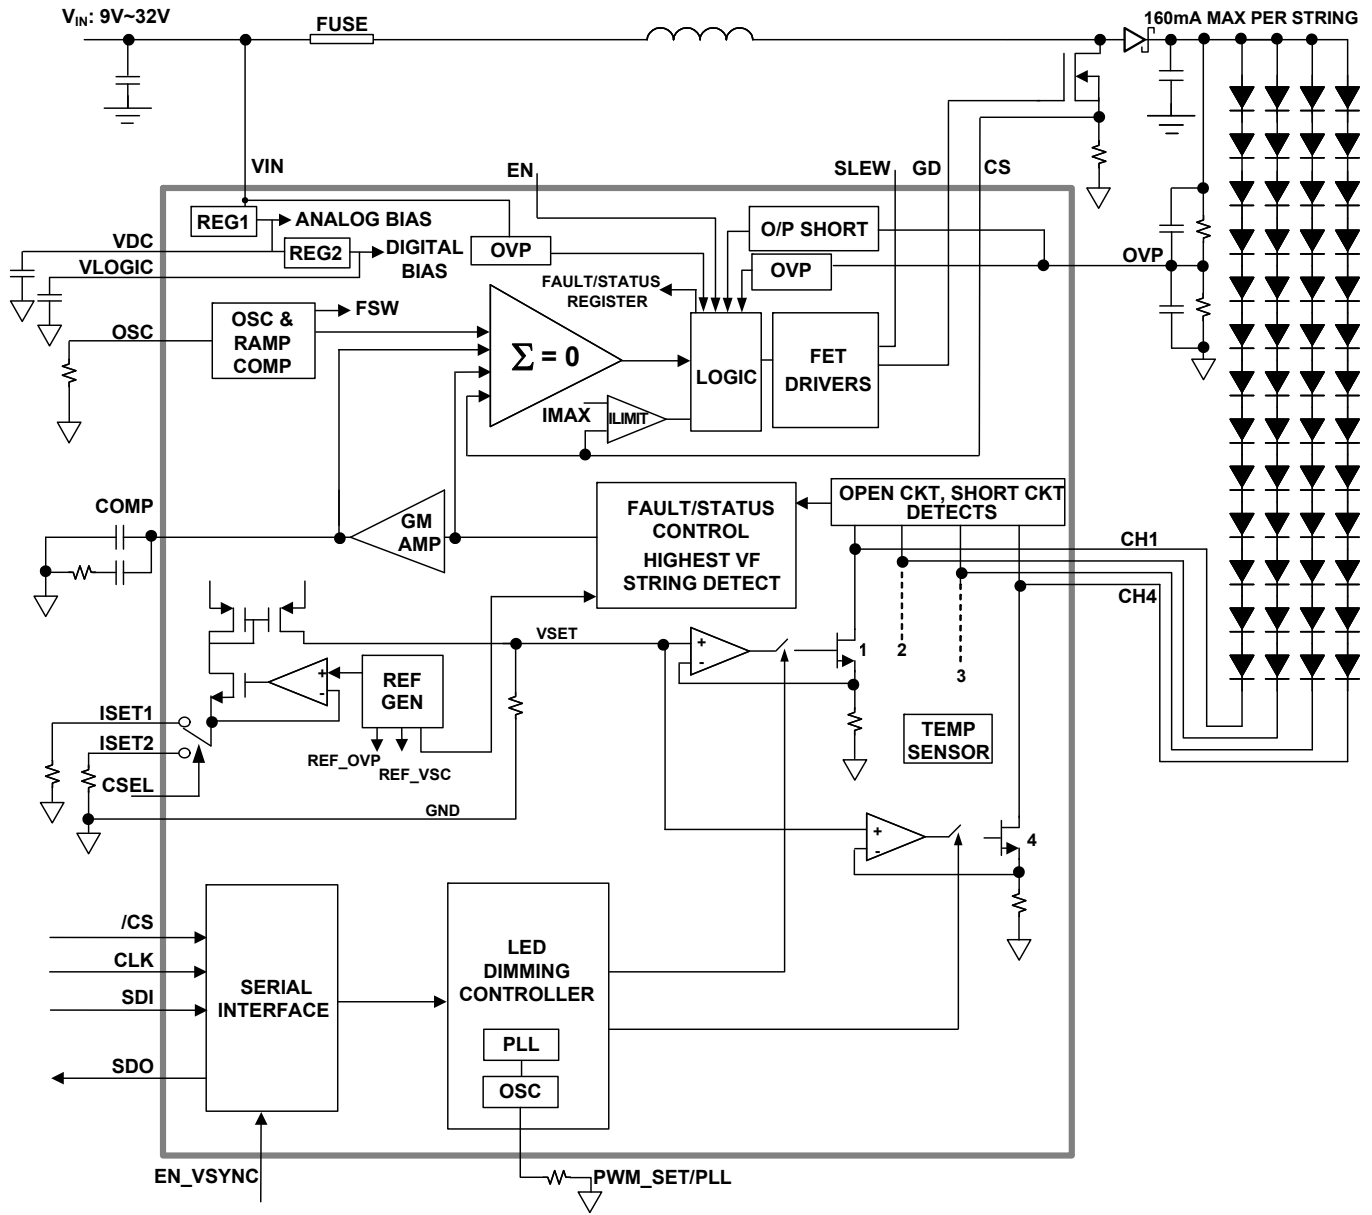 VIN: 9V~32V
FUSE
160mA MAX PER STRING
VIN
EN
SLEW
GD
CS
REG1
ANALOG BIAS
O/P SHORT
VDC
REG2
DIGITAL
BIAS
OVP
OVP
OVP
VLOGIC
FAULT/STATUS
REGISTER
OSC
OSC &
RAMP
COMP
FSW
Σ = 0
LOGIC
FET
DRIVERS
IMAX
ILIMIT
COMP
GM
AMP
FAULT/STATUS
CONTROL
HIGHEST VF
STRING DETECT
OPEN CKT, SHORT CKT
DETECTS
CH1
CH4
VSET
+
-
1
2
3
REF
GEN
+
-
ISET1
ISET2
CSEL
REF_OVP
REF_VSC
TEMP
SENSOR
GND
+
-
4
/CS
CLK
SDI
SDO
SERIAL
INTERFACE
LED
DIMMING
CONTROLLER
PLL
OSC
EN_VSYNC
PWM_SET/PLL